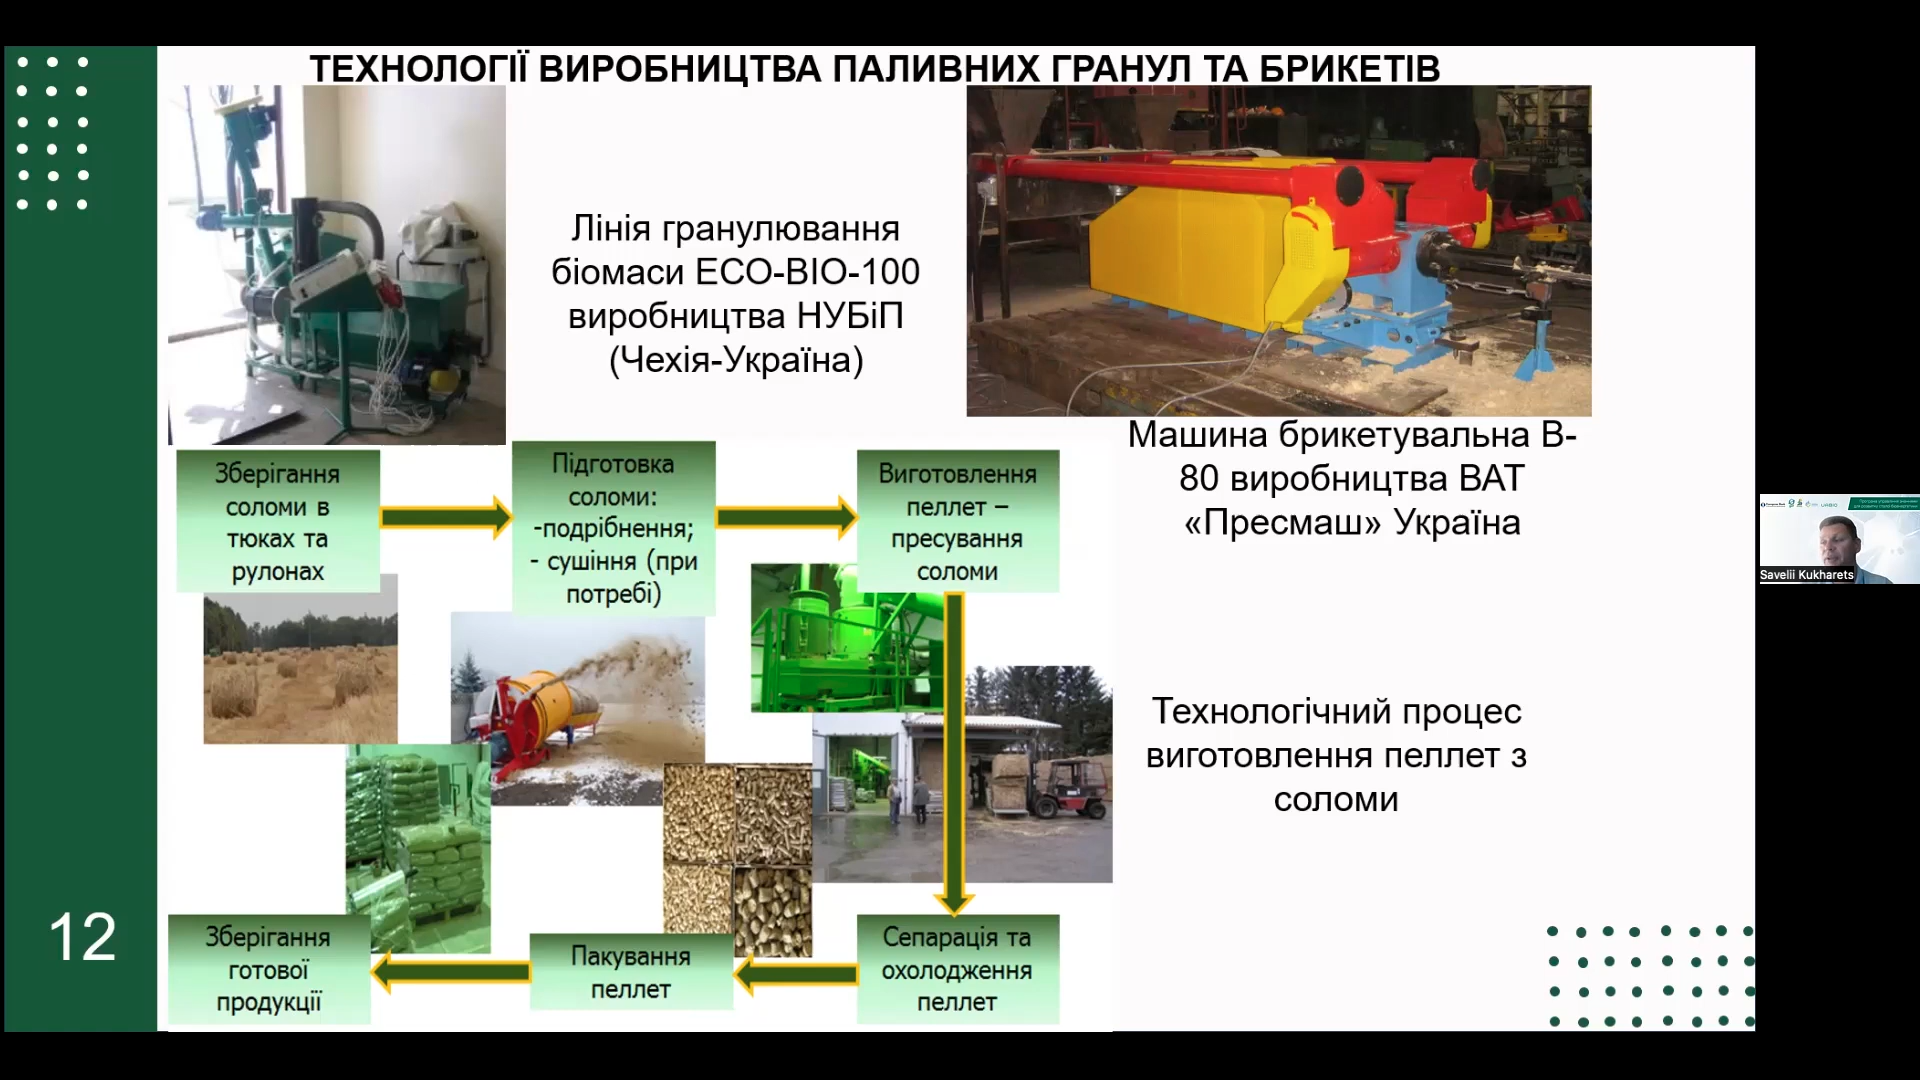 ТЕХНОЛОГІЇ ВИРОБНИЦТВА ПАЛИВНИХ ГРАНУЛ ТА БРИКЕТІВ
Лінія гранулювання
біомаси ECO-BIO-100
виробництва НУБіП
(Чехія-Україна)
Машина брикетувальна В-
80 виробництва ВАТ
«Пресмаш» Україна
Зберігання
соломи в
тюках та
рулонах
Підготовка
соломи:
-подрібнення;
- сушіння (при
потребі)
Виготовлення
пеллет –
пресування
соломи
Технологічний процес
виготовлення пеллет з
соломи
Зберігання
готової
продукції
Пакування
пеллет
Сепарація та
охолодження
пеллет
12
Savelii Kukharets